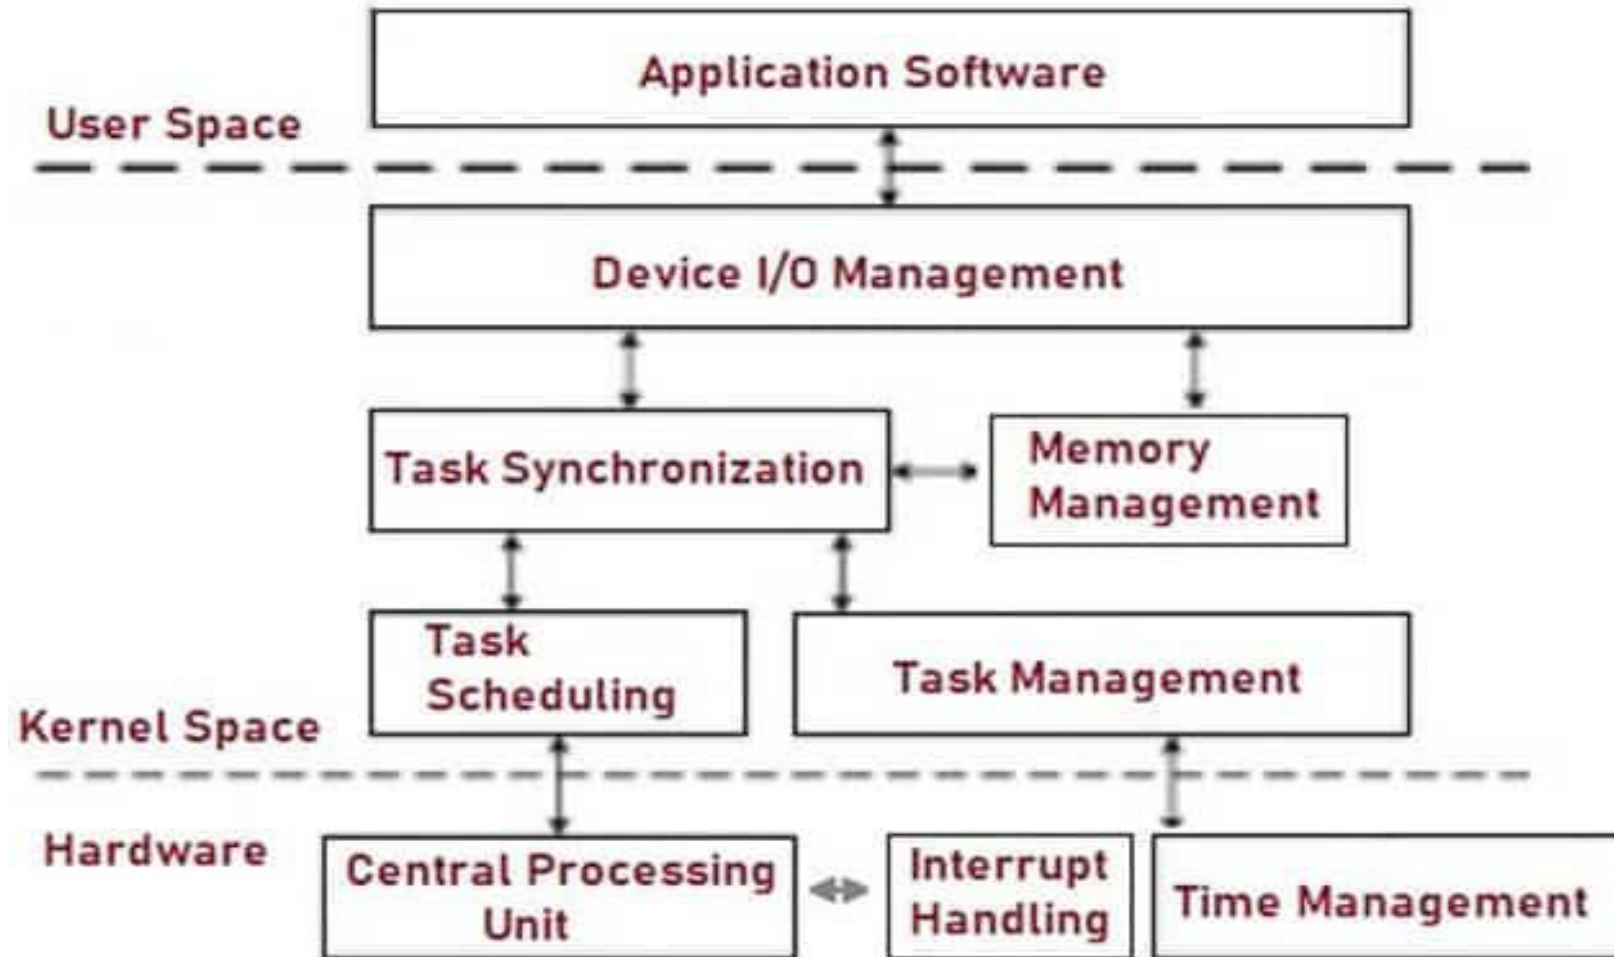 Application Software
User Space
Device I/O Management
Task Synchronization
Memory
Management
Task
Scheduling
Task Management
Kernel Space
Hardware
Central Processing
Unit
Interrupt
Handling
Time Management